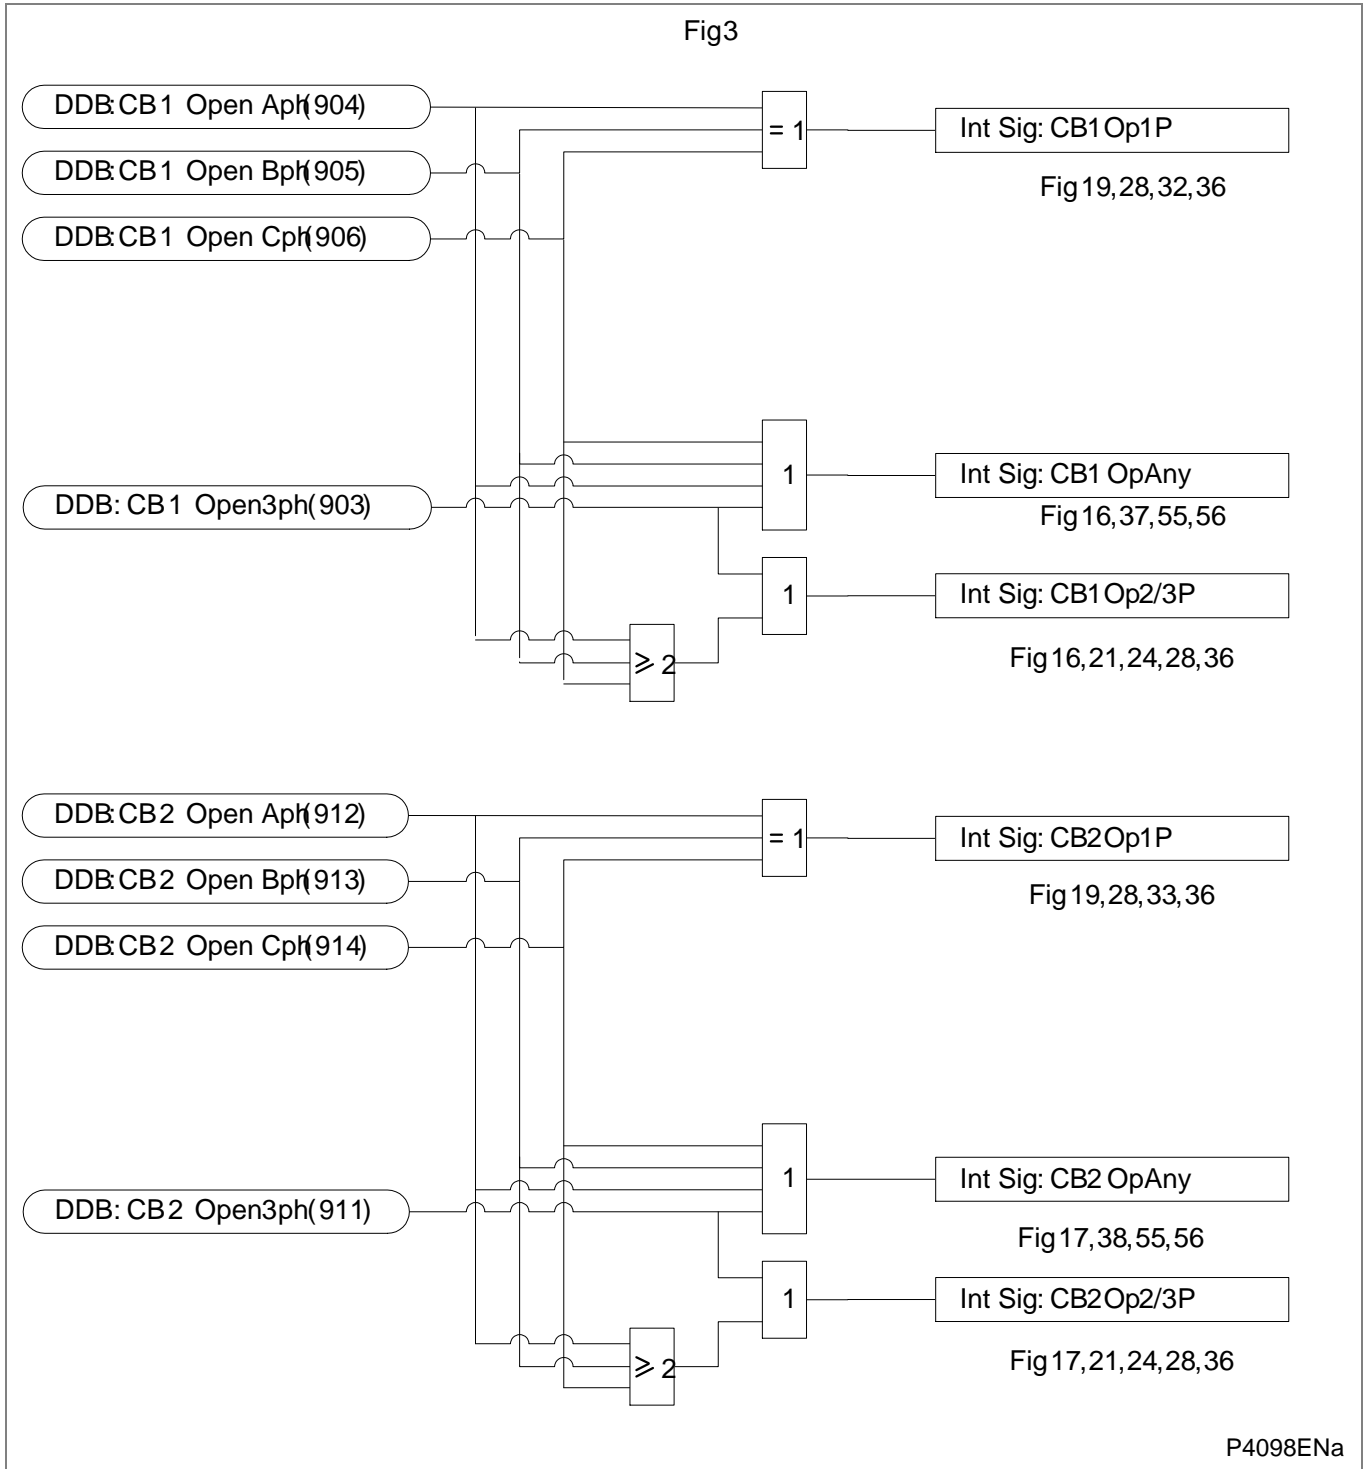 Fig3
DDB:CB1 Open Aph(904)
= 1
Int Sig: CB1Op1P
DDB:CB1 Open Bph(905)
Fig19,28,32,36
DDB:CB1 Open Cph(906)
1
Int Sig: CB1 OpAny
DDB: CB1 Open3ph(903)
Fig16,37,55,56
1
Int Sig: CB1Op2/3P
≥ 2
Fig16,21,24,28,36
DDB:CB2 Open Aph(912)
= 1
Int Sig: CB2Op1P
DDB:CB2 Open Bph(913)
Fig19,28,33,36
DDB:CB2 Open Cph(914)
1
Int Sig: CB2 OpAny
DDB: CB2 Open3ph(911)
Fig17,38,55,56
1
Int Sig: CB2Op2/3P
≥ 2
Fig17,21,24,28,36
P4098ENa